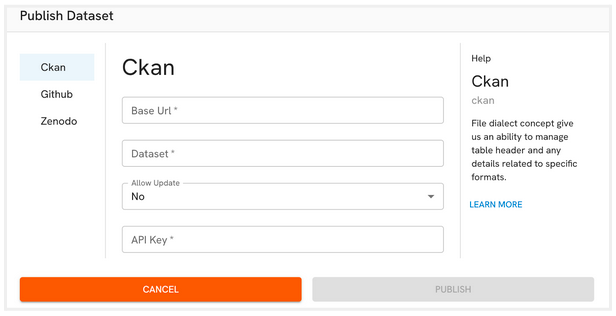 Publish Dataset
Ckan
Github
Zenodo
Ckan
Base Url *
Dataset *
Allow Update
No
API Key *
Help
Ckan
ckan
File dialect concept give
us an ability to manage
table header and any
details related to specific
formats.
LEARN MORE
CANCEL
PUBLISH